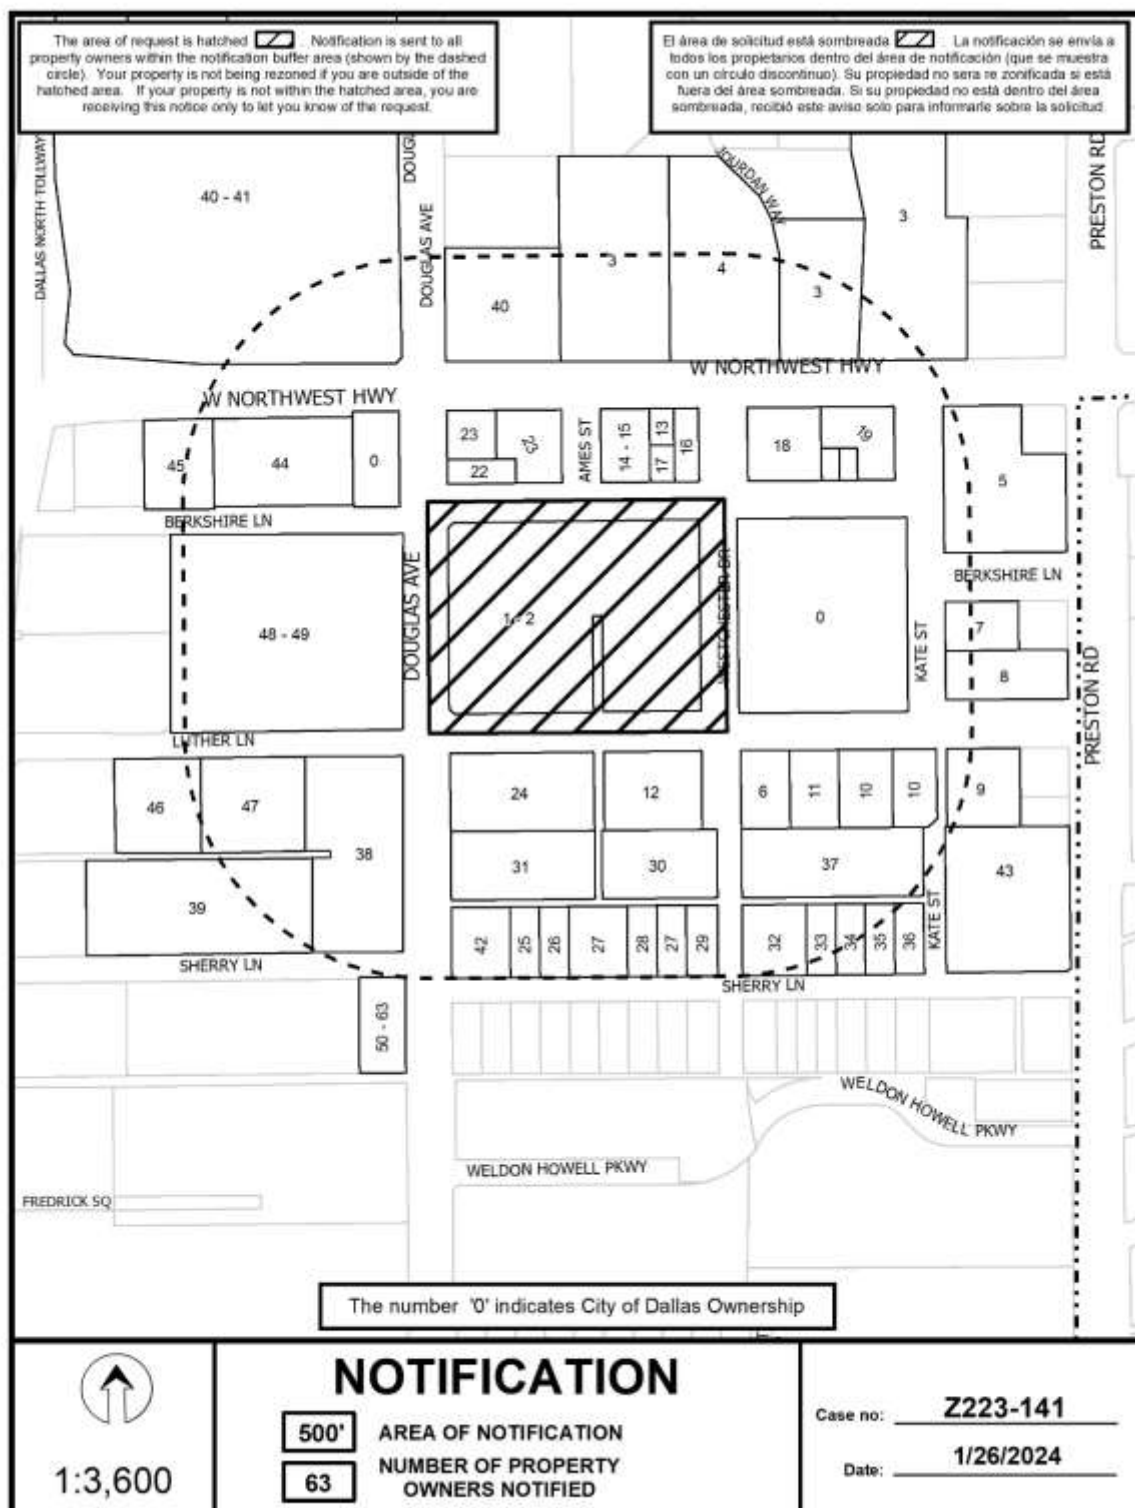 The area of request is hatched . Notification is sent to all
property owners within the notification buffer area (shown by the dashed
circle). Your property is not being rezoned if you are outside of the
hatched area. If your property is not within the hatched area, you are
receiving this notice only to let you know of the request.
El área de solicitud está sombreada . La notificación se envía a
todos los propietarios dentro del área de notificación (que se muestra
con un círculo discontinuo). Su propiedad no sera re zonificada si está
fuera del área sombreada. Si su propiedad no está dentro del área
sombreada, recibió este aviso solo para informarle sobre la solicitud.
DALLAS NORTH TOLLWAY
DOUGLAS AVE
JOURDAN WAY
PRESTON RD
40 - 41
3
3
4
3
40
W NORTHWEST HWY
W NORTHWEST HWY
45
44
0
23
22
AMES ST
14 - 15
13
17
16
18
19
5
BERKSHIRE LN
BERKSHIRE LN
DOUGLAS AVE
1 - 2
WESTCHESTER DR
0
KATE ST
7
8
48 - 49
PRESTON RD
LUTHER LN
46
47
38
24
12
6
11
10
10
9
31
30
37
43
39
42
25
26
27
28
27
29
32
33
34
35
36
KATE ST
SHERRY LN
SHERRY LN
50 - 63
WELDON HOWELL PKWY
WELDON HOWELL PKWY
FREDRICK SQ
The number '0' indicates City of Dallas Ownership
1:3,600
NOTIFICATION
500' AREA OF NOTIFICATION
63 NUMBER OF PROPERTY
OWNERS NOTIFIED
Case no: Z223-141
Date: 1/26/2024